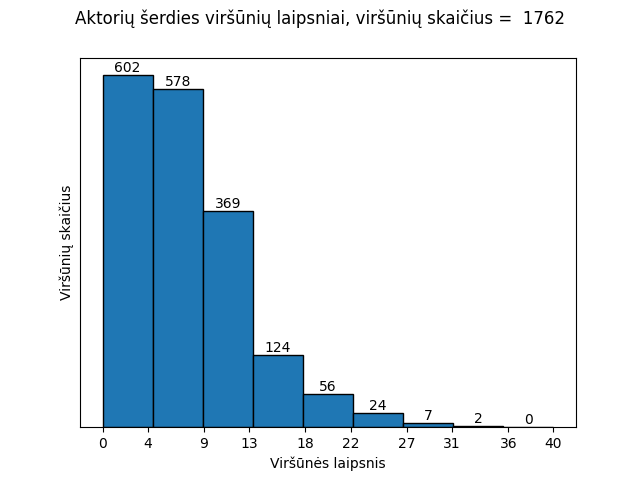 Aktorių šerdies viršūnių laipsniai, viršūnių skaičius =  1762
602
578
369
124
56
24
7
2
0
Viršūnių skaičius
0 4 9 13 18 22 27 31 36 40
Viršūnės laipsnis